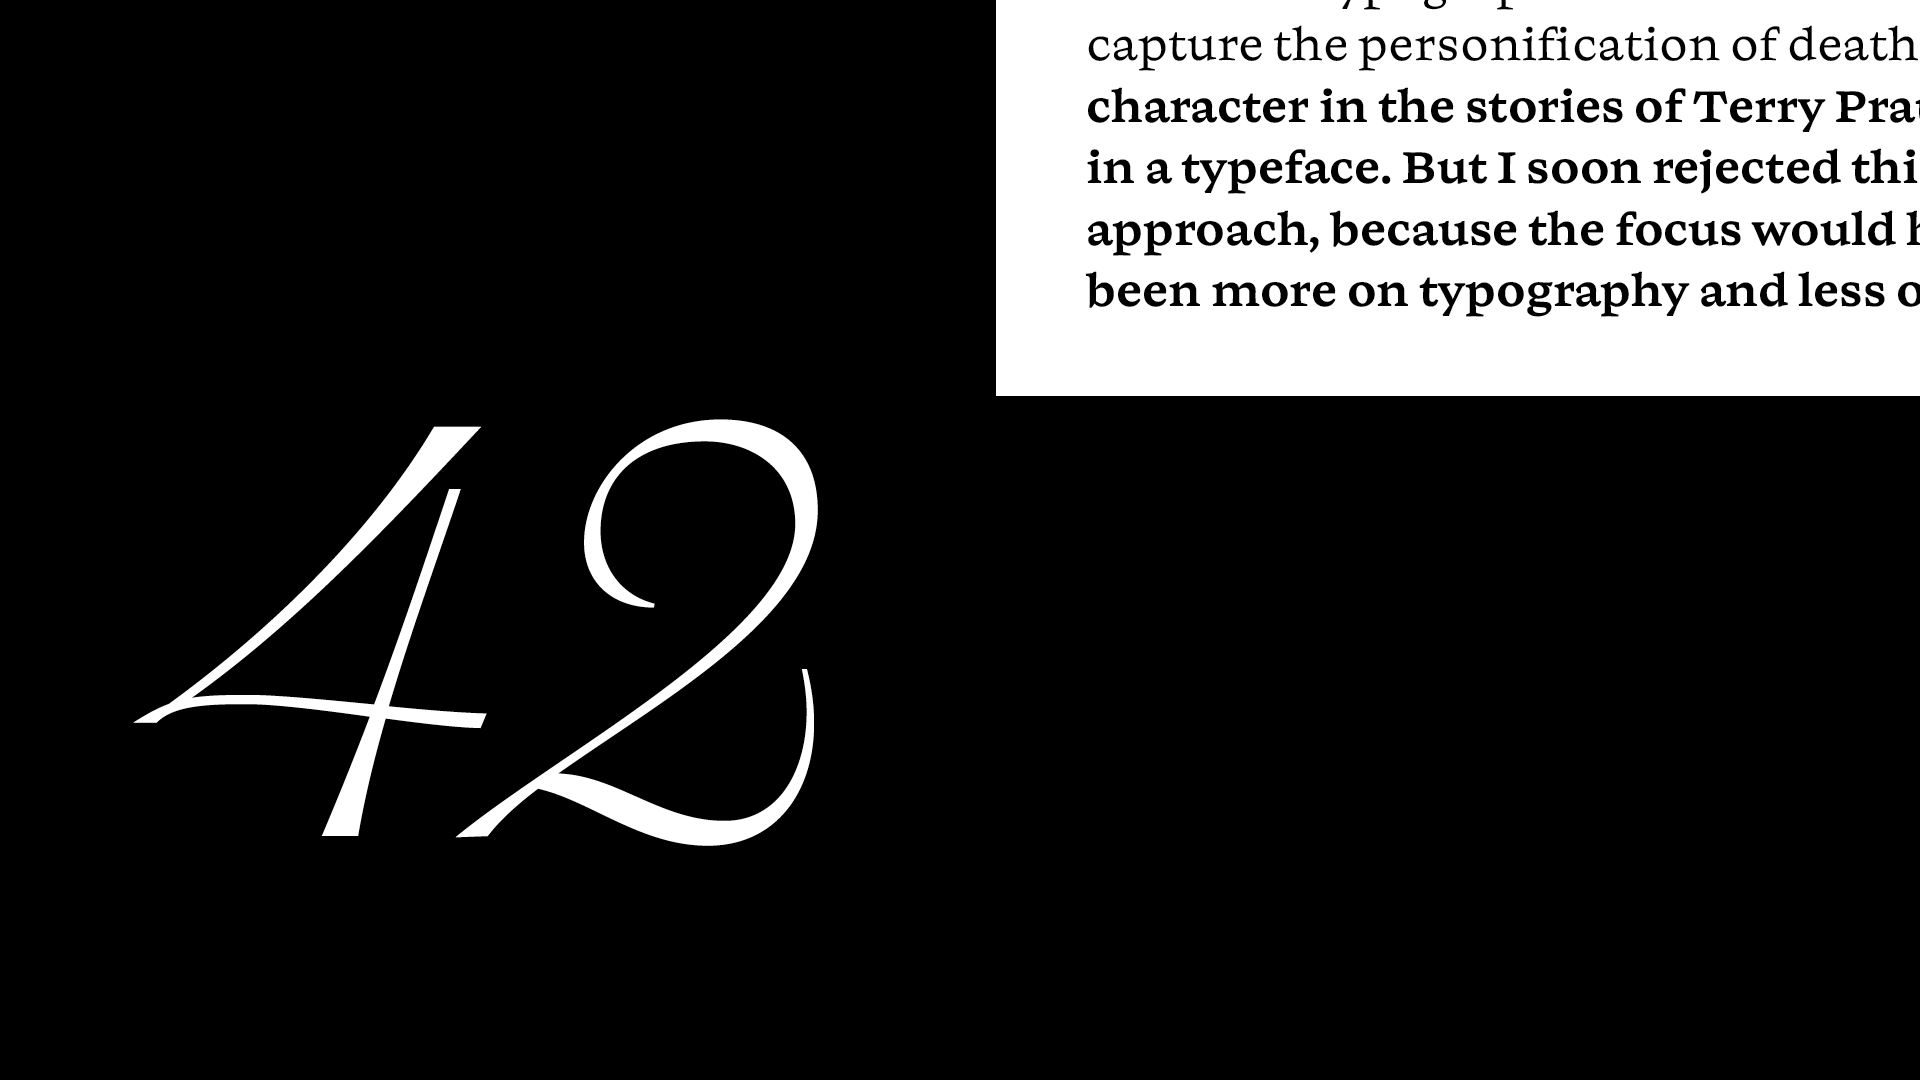 capture the personification of death
character in the stories of Terry
in a typeface. But I soon rejected
approach, because the focus would
been more on typography and less
42